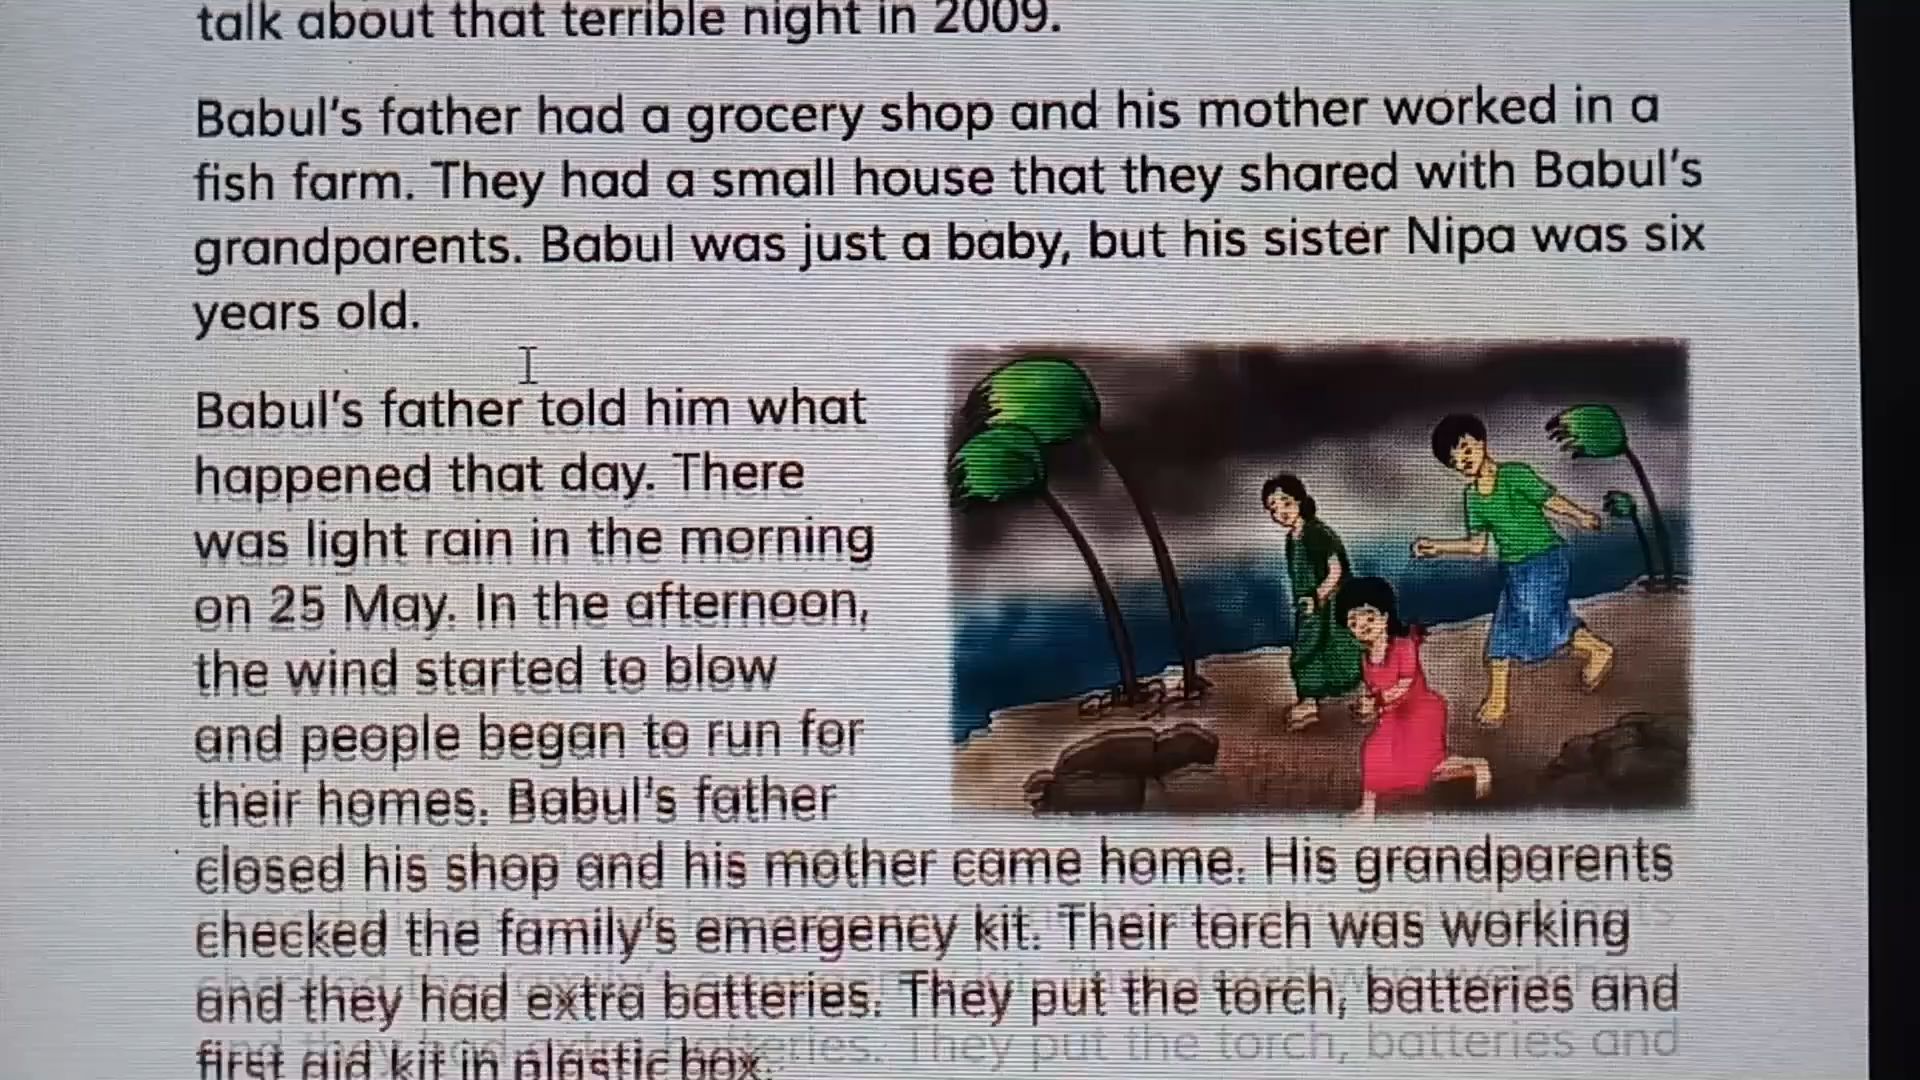 talk about that terrible night in 2009.
Babul's father had a grocery shop and his mother worked in a
fish farm. They had a small house that they shared with Babul's
grandparents. Babul was just a baby, but his sister Nipa was six
years old.
Babul's father told him what
happened that day. There
was light rain in the morning
on 25 May. In the afternoon,
the wind started to blow
and people began to run for
their homes. Babul's father
closed his shop and his mother came home. His grandparents
checked the family's emergency kit. Their torch was working
and they had extra batteries. They put the torch, batteries and
first aid kit in plastic box.